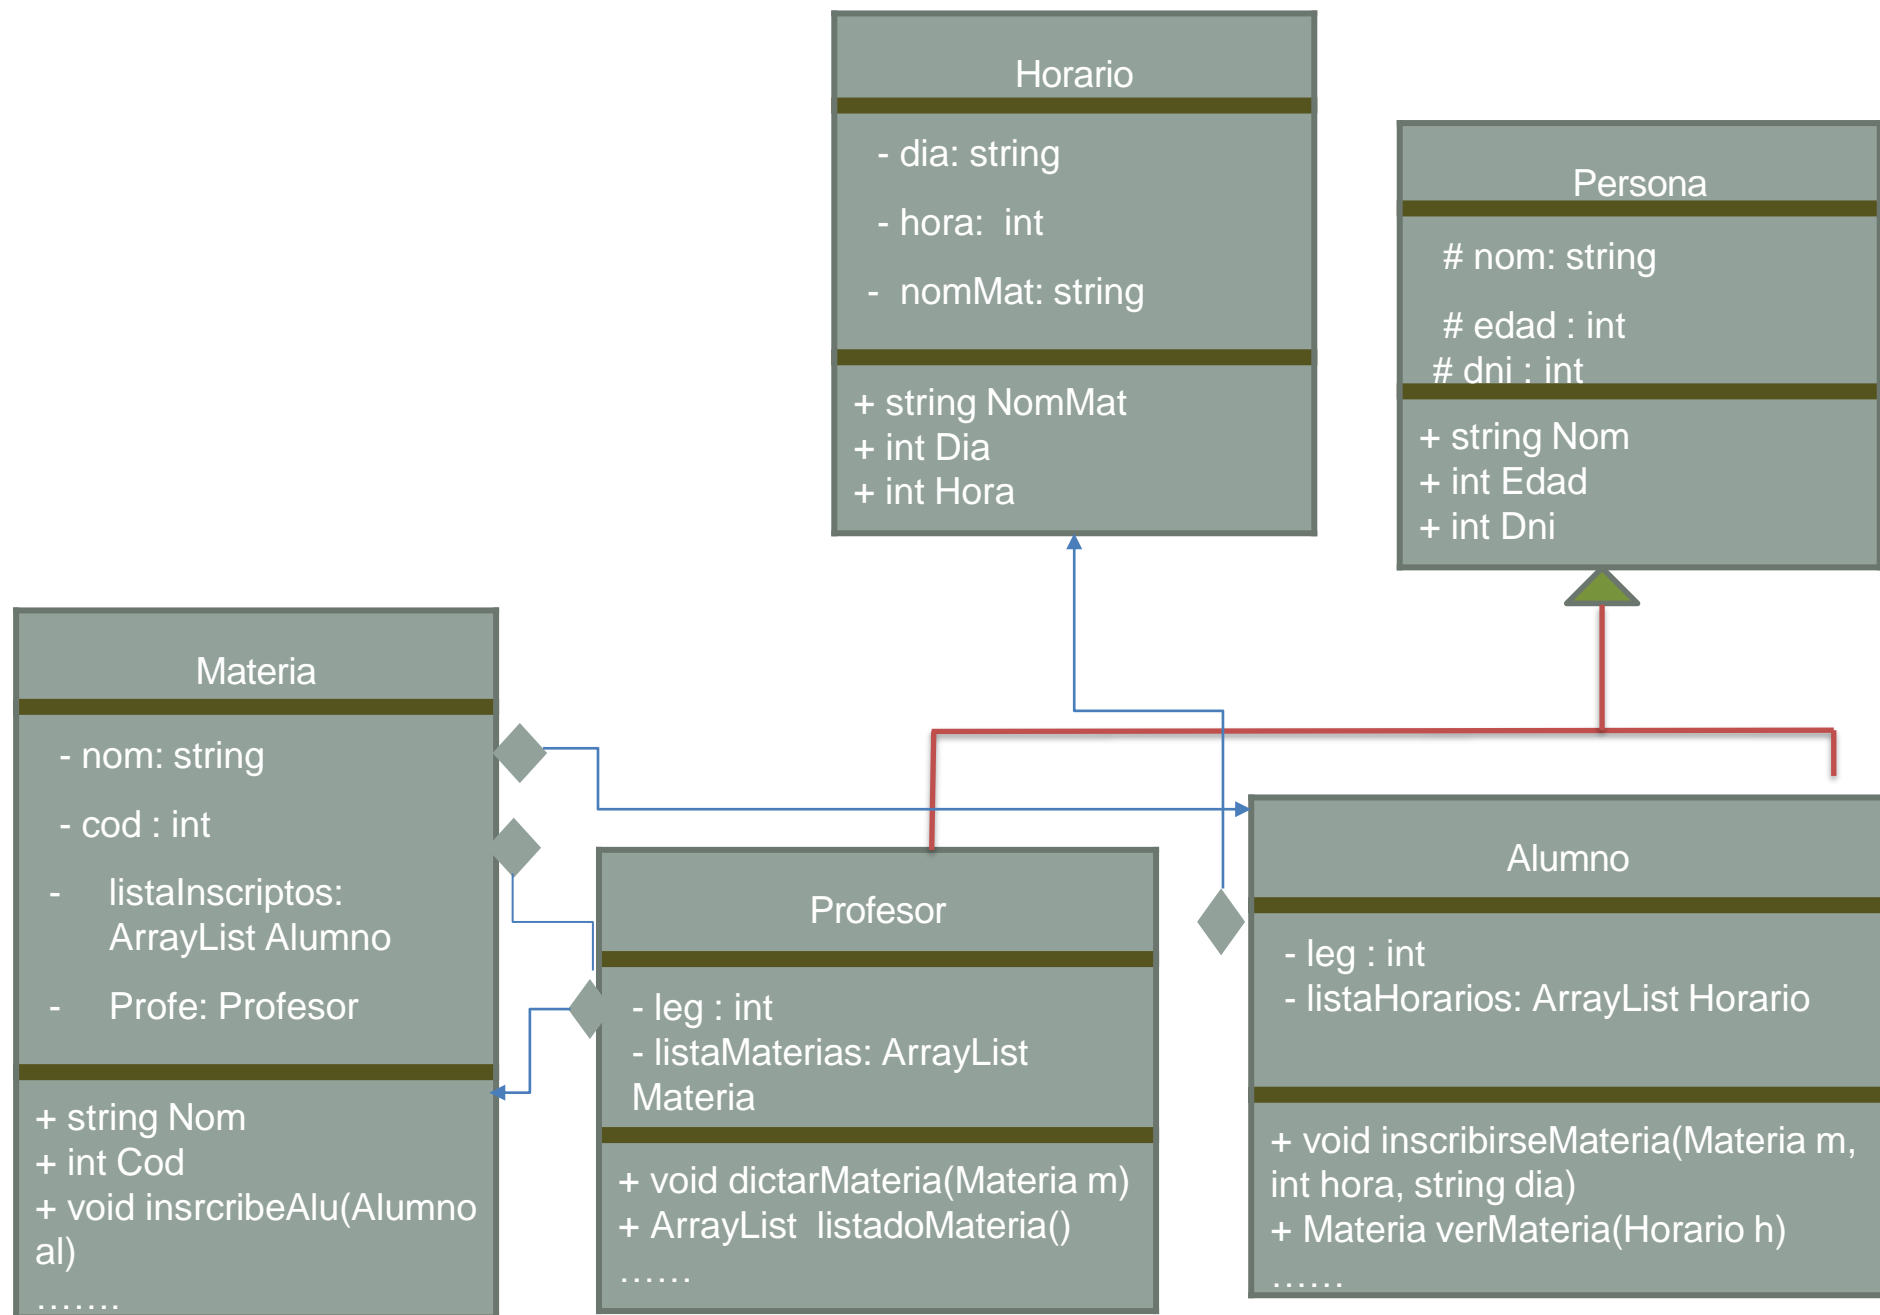 Horario
- dia: string
- hora: int
- nomMat: string
+ string NomMat
+ int Dia
+ int Hora
Persona
# nom: string
# edad : int
# dni : int
+ string Nom
+ int Edad
+ int Dni
Materia
- nom: string
- cod : int
- listaInscriptos:
ArrayList Alumno
- Profe: Profesor
+ string Nom
+ int Cod
+ void insrcribeAlu(Alumno
al)
.......
Profesor
- leg : int
- listaMaterias: ArrayList
Materia
+ void dictarMateria(Materia m)
+ ArrayList listadoMateria()
......
Alumno
- leg : int
- listaHorarios: ArrayList Horario
+ void inscribirseMateria(Materia m,
int hora, string dia)
+ Materia verMateria(Horario h)
......